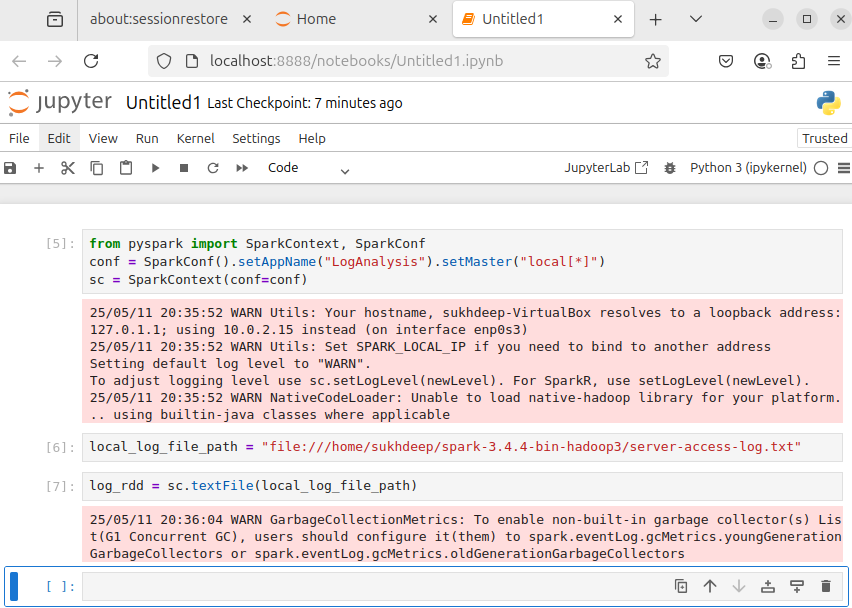 about:sessionrestore
Home
Untitled1
localhost:8888/notebooks/Untitled1.ipynb
jupyter Untitled1 Last Checkpoint: 7 minutes ago
File Edit View Run Kernel Settings Help Trusted
Code JupyterLab Python 3 (ipykernel)
[5]: from pyspark import SparkContext, SparkConf
conf = SparkConf().setAppName("LogAnalysis").setMaster("local[*]")
sc = SparkContext(conf=conf)
25/05/11 20:35:52 WARN Utils: Your hostname, sukhdeep-VirtualBox resolves to a loopback address:
127.0.1.1; using 10.0.2.15 instead (on interface enp0s3)
25/05/11 20:35:52 WARN Utils: Set SPARK_LOCAL_IP if you need to bind to another address
Setting default log level to "WARN".
To adjust logging level use sc.setLogLevel(newLevel). For SparkR, use setLogLevel(newLevel).
25/05/11 20:35:52 WARN NativeCodeLoader: Unable to load native-hadoop library for your platform.
.. using builtin-java classes where applicable
[6]: local_log_file_path = "file:///home/sukhdeep/spark-3.4.4-bin-hadoop3/server-access-log.txt"
[7]: log_rdd = sc.textFile(local_log_file_path)
25/05/11 20:36:04 WARN GarbageCollectionMetrics: To enable non-built-in garbage collector(s) Lis
t(G1 Concurrent GC), users should configure it(them) to spark.eventLog.gcMetrics.youngGeneration
GarbageCollectors or spark.eventLog.gcMetrics.oldGenerationGarbageCollectors
[ ]: